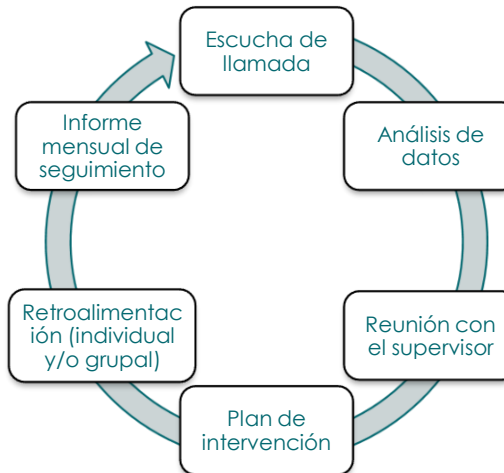 Escucha de
llamada
Análisis de
datos
Reunión con
el supervisor
Plan de
intervención
Retroalimentac
ión (individual
y/o grupal)
Informe
mensual de
seguimiento